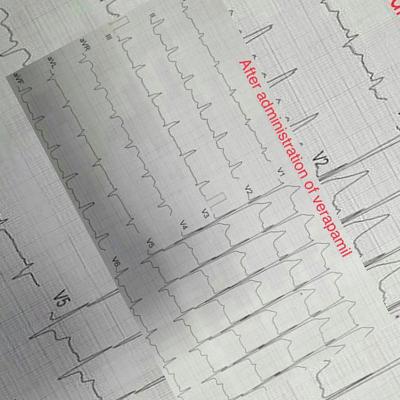 After administration of verapamil
I
II
III
aVR
aVL
aVF
V1
V2
V3
V4
V5
V6
V2
V5